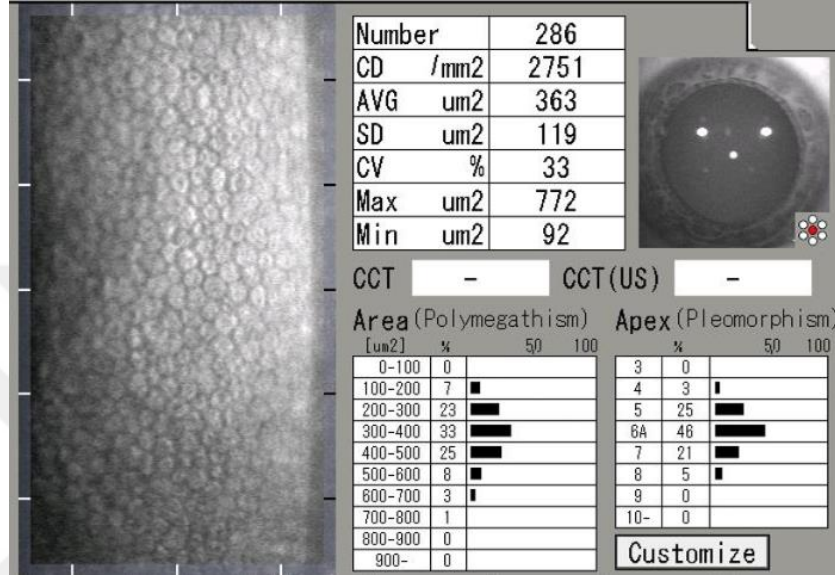 Number 286
CD /mm2 2751
AVG um2 363
SD um2 119
CV % 33
Max um2 772
Min um2 92
CCT - CCT(US) -
Area(Polymegathism)
[um2] % 50 100
0-100 0
100-200 7
200-300 23
300-400 33
400-500 25
500-600 8
600-700 3
700-800 1
800-900 0
900- 0
Apex(Pleomorphism)
% 50 100
3 0
4 3
5 25
6A 46
7 21
8 5
9 0
10- 0
Customize